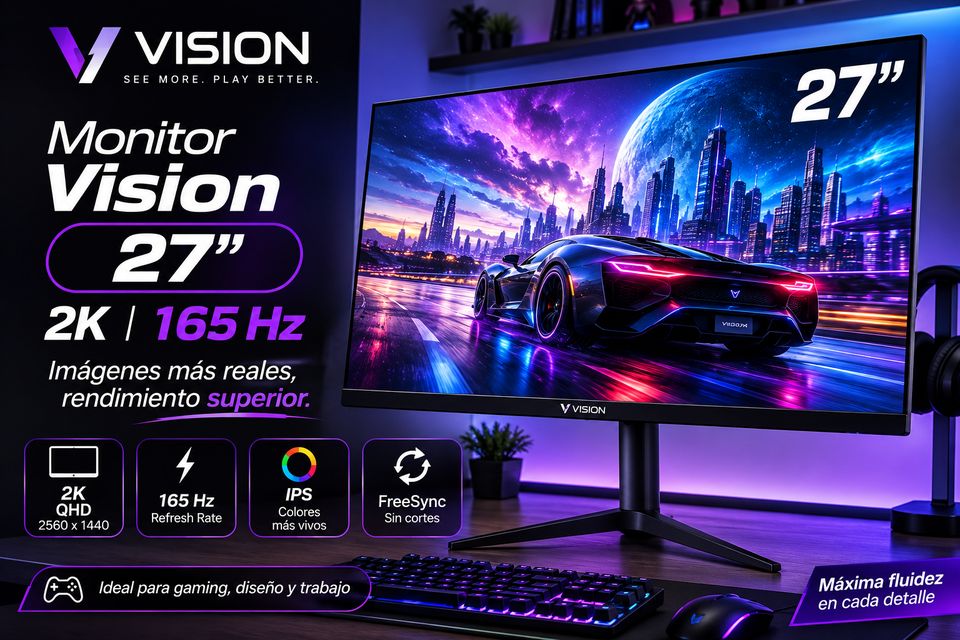 VISION
SEE MORE. PLAY BETTER.
Monitor
Vision
27”
2K | 165 Hz
Imágenes más reales,
rendimiento superior.
2K
QHD
2560 x 1440
165 Hz
Refresh Rate
IPS
Colores
más vivos
FreeSync
Sin cortes
Ideal para gaming, diseño y trabajo
27”
VISION
Máxima fluidez
en cada detalle